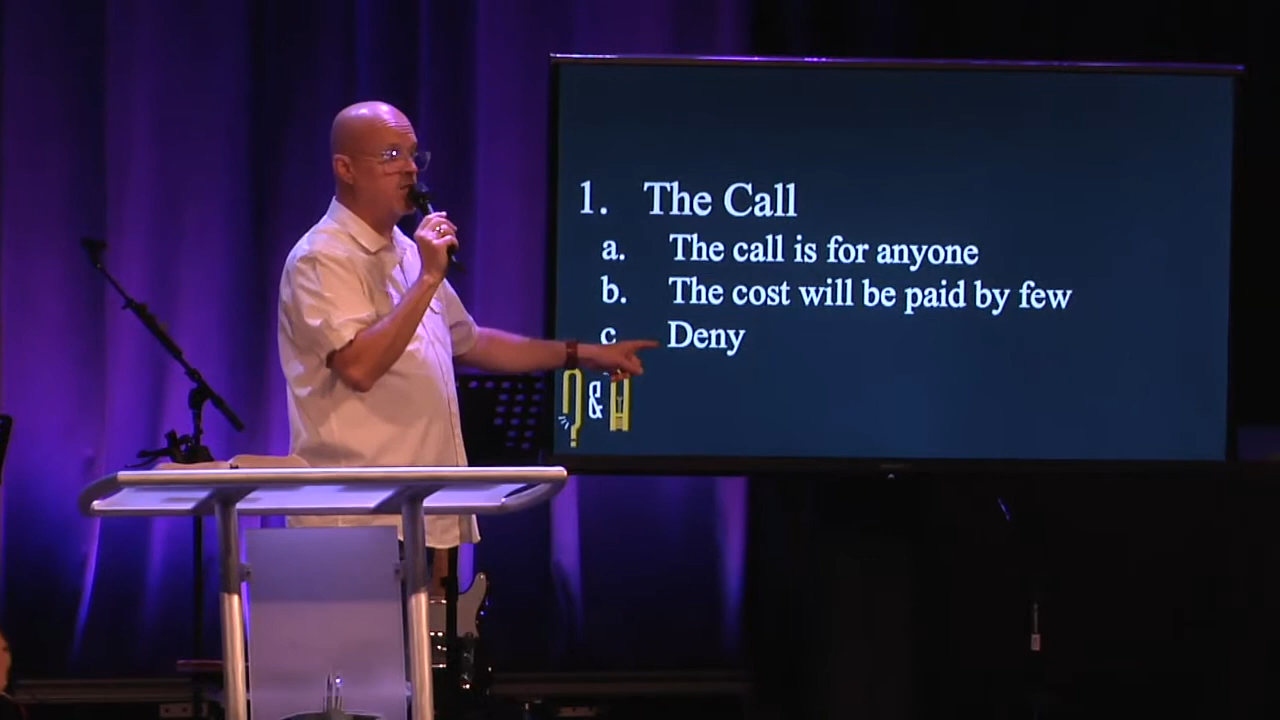 1. The Call
a. The call is for anyone
b. The cost will be paid by few
c Deny
&